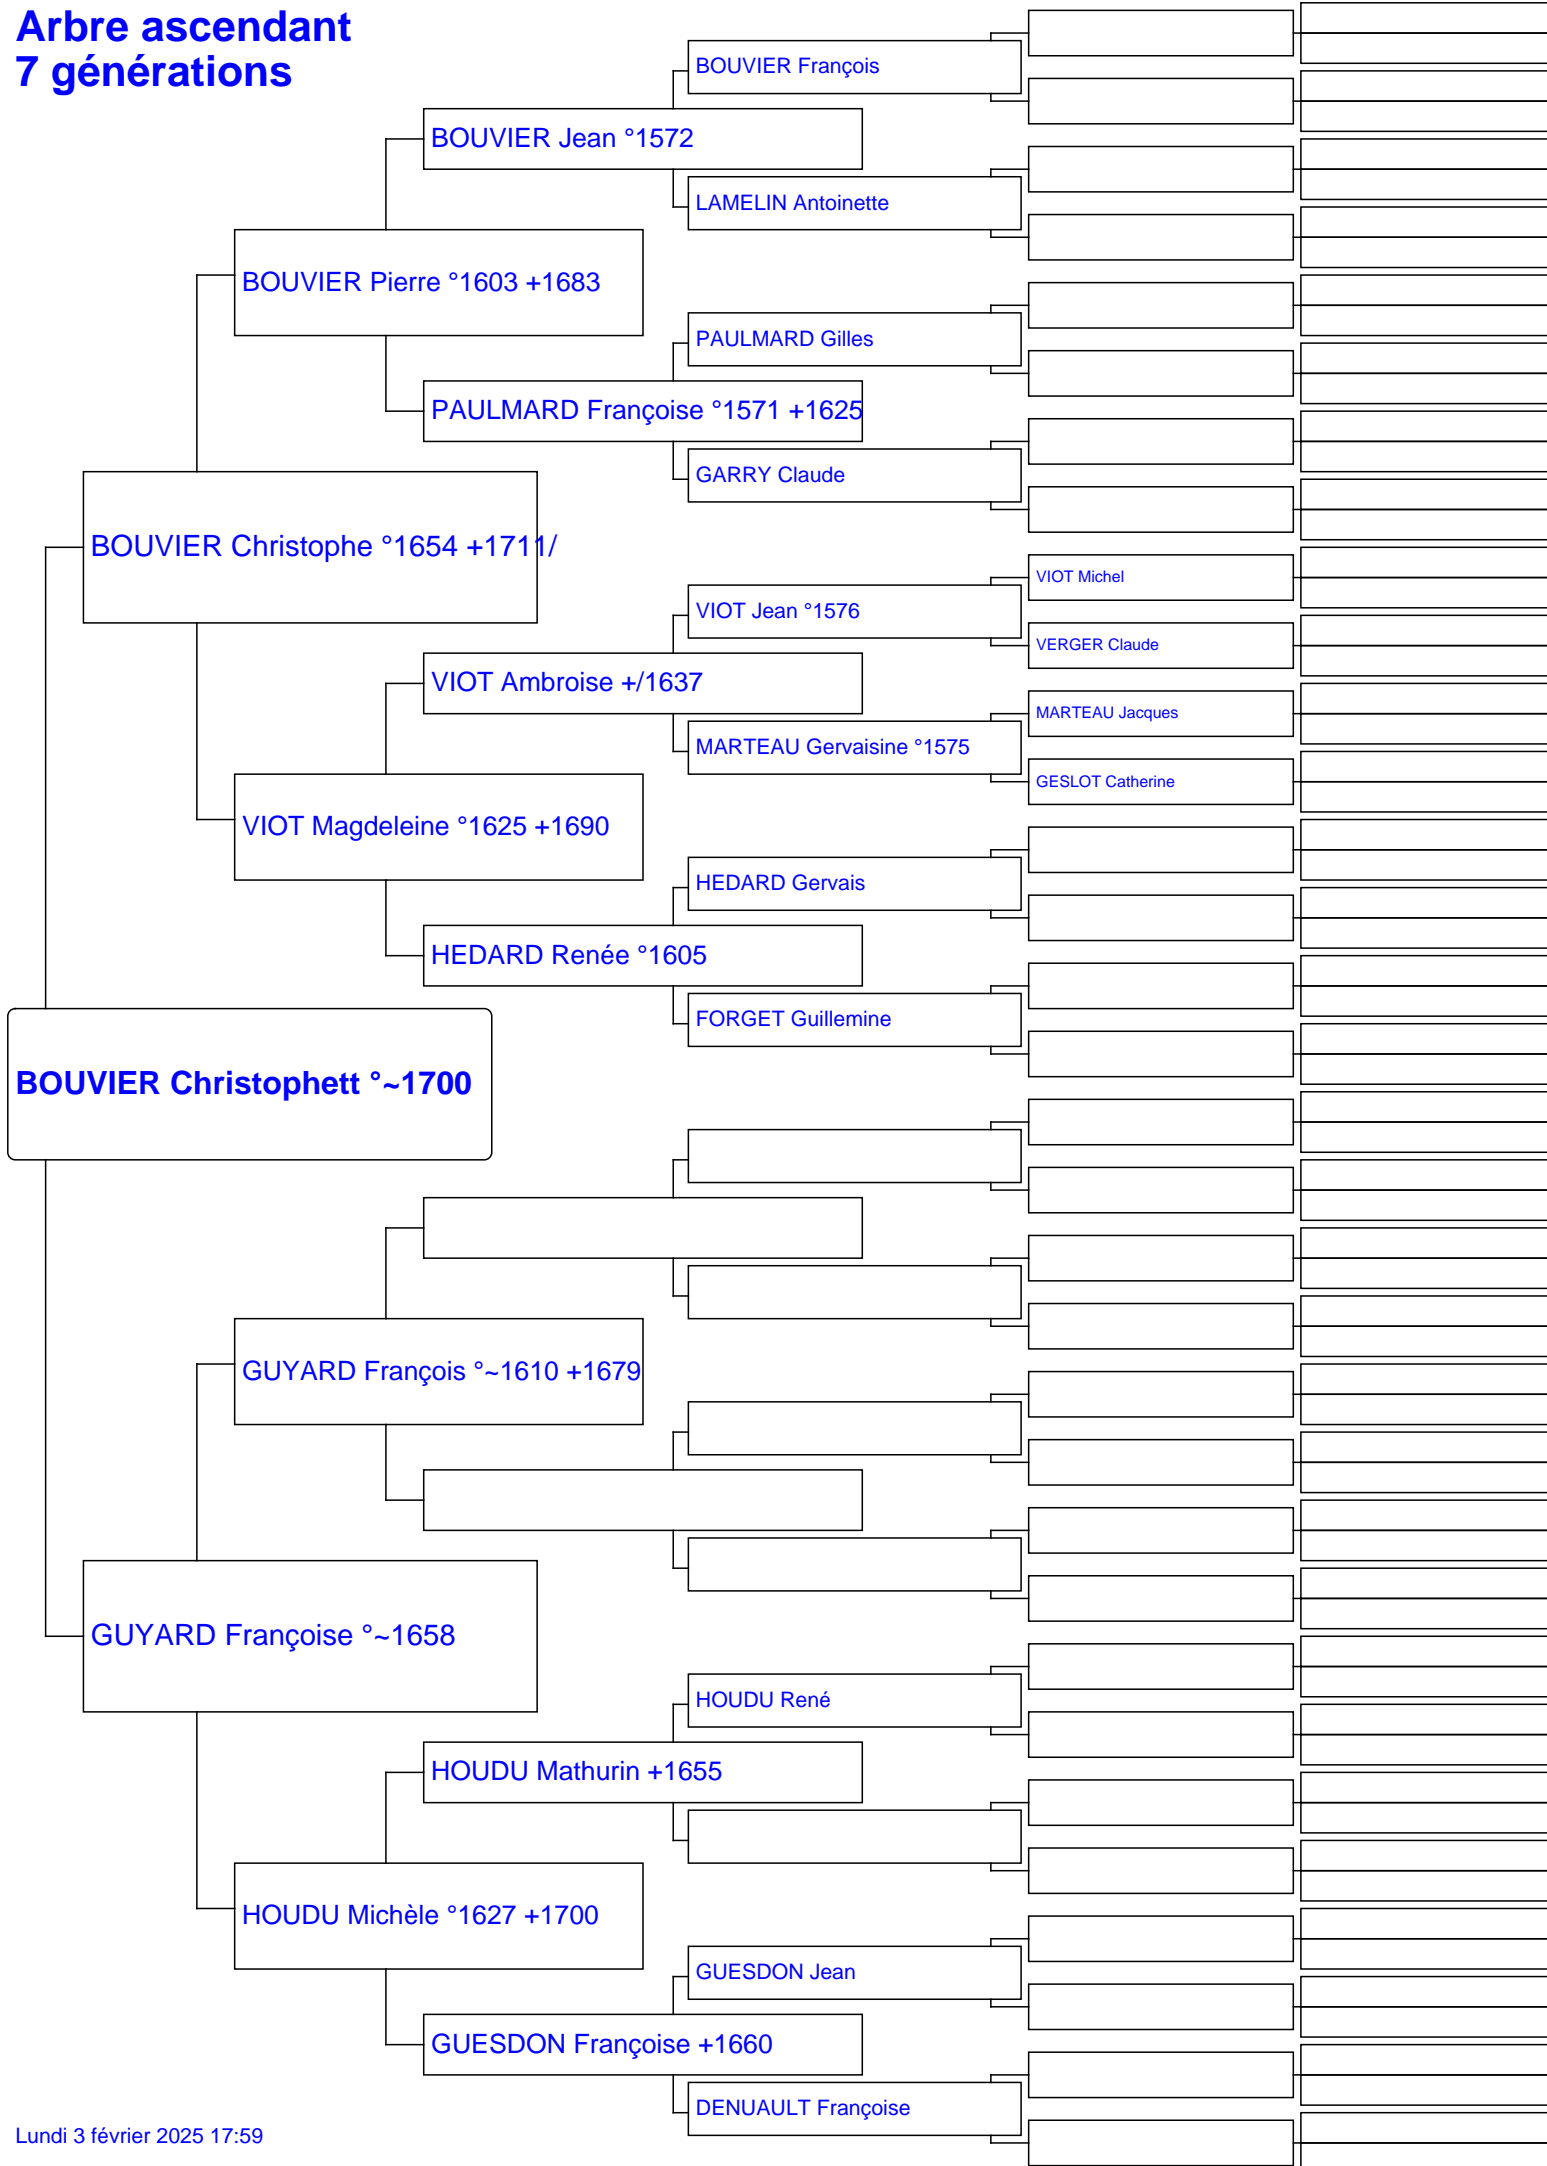 Arbre ascendant
7 générations
BOUVIER François
BOUVIER Jean °1572
LAMELIN Antoinette
BOUVIER Pierre °1603 +1683
PAULMARD Gilles
PAULMARD Françoise °1571 +1625
GARRY Claude
BOUVIER Christophe °1654 +1711/
VIOT Michel
VIOT Jean °1576
VERGER Claude
VIOT Ambroise +/1637
MARTEAU Jacques
MARTEAU Gervaisine °1575
GESLOT Catherine
VIOT Magdeleine °1625 +1690
HEDARD Gervais
HEDARD Renée °1605
FORGET Guillemine
BOUVIER Christophett °~1700
GUYARD François °~1610 +1679
GUYARD Françoise °~1658
HOUDU René
HOUDU Mathurin +1655
HOUDU Michèle °1627 +1700
GUESDON Jean
GUESDON Françoise +1660
DENUAULT Françoise
Lundi 3 février 2025 17:59